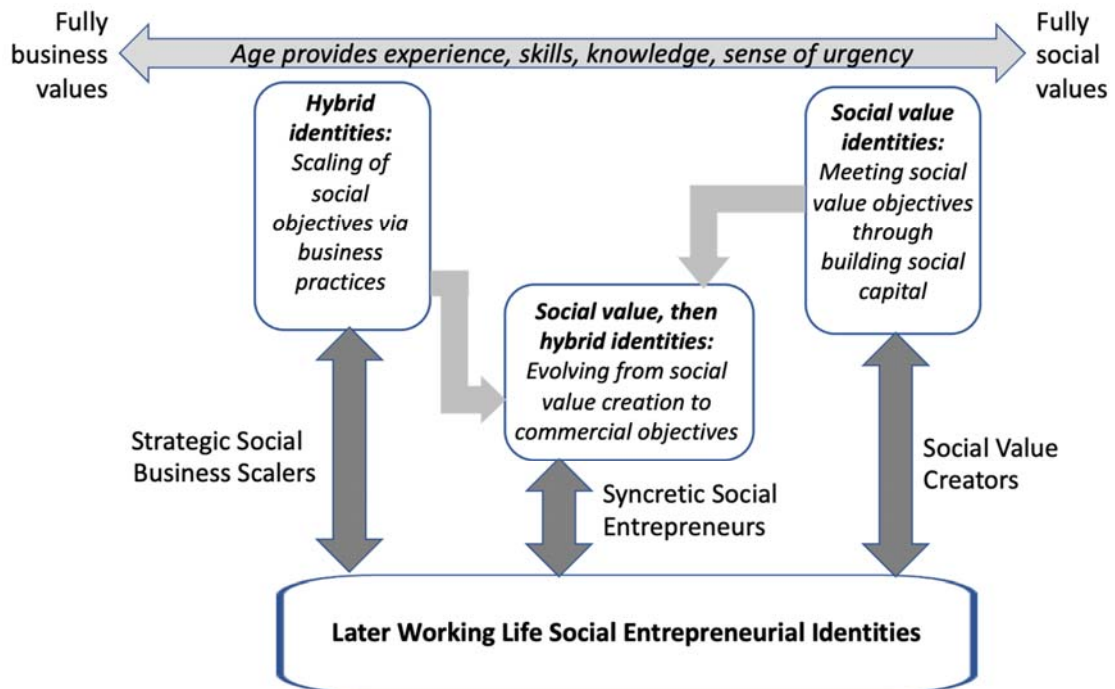 Fully
business
values
Age provides experience, skills, knowledge, sense of urgency
Fully
social
values
Hybrid
identities:
Scaling of
social
objectives via
business
practices
Social value
identities:
Meeting social
value objectives
through
building social
capital
Social value, then
hybrid identities:
Evolving from social
value creation to
commercial objectives
Strategic Social
Business Scalers
Syncretic Social
Entrepreneurs
Social Value
Creators
Later Working Life Social Entrepreneurial Identities